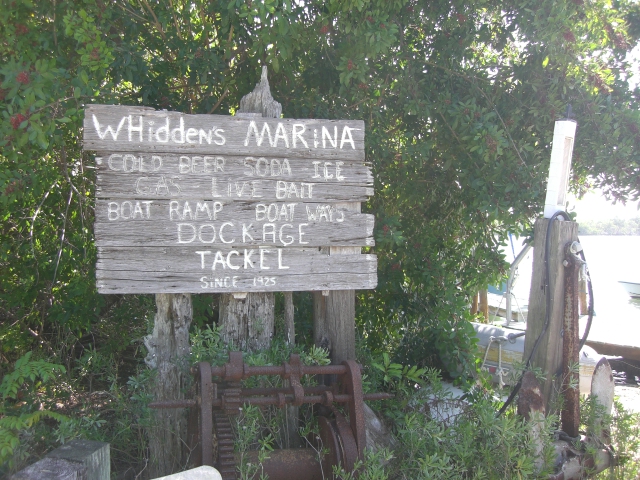 WHiddENS MARiNA
COLD BEER SODA ICE
GAS LIVE BAIT
BOAT RAMP BOAT WAYS
DOCKAGE
TACKEL
SINCE 1925